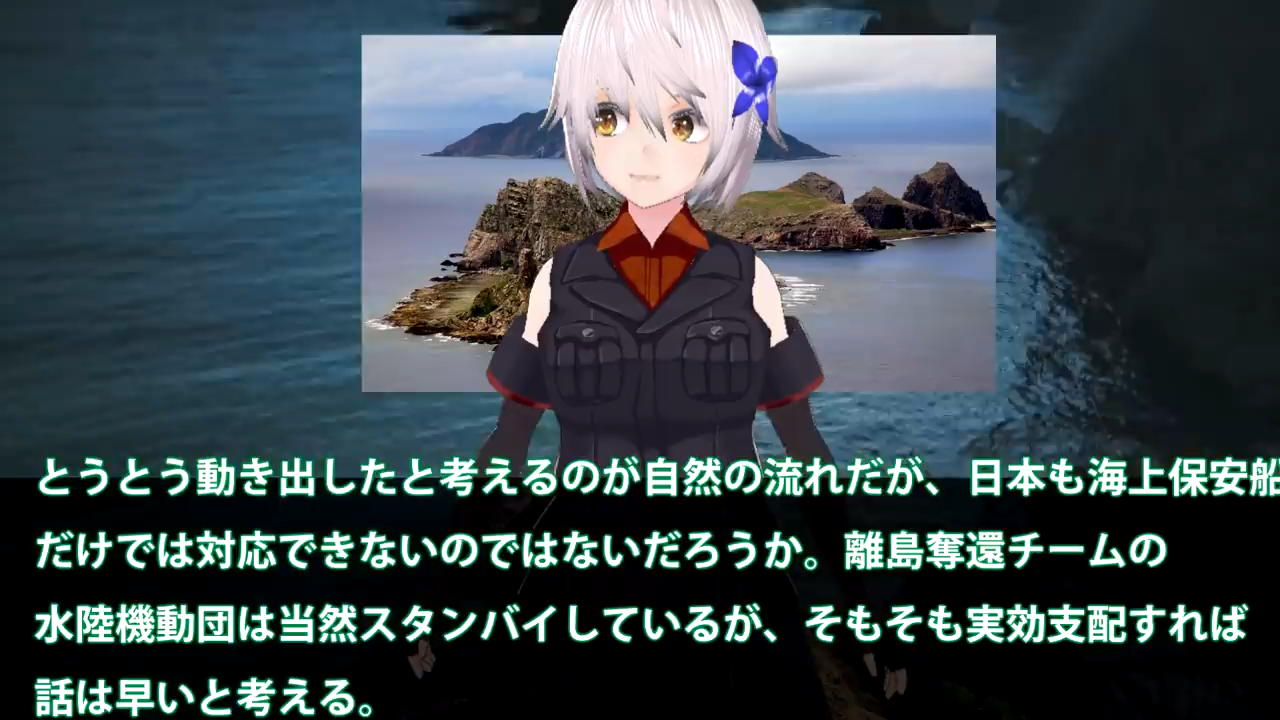 とうとう動き出したと考えるのが自然の流れだが、日本も海上保安船
だけでは対応できないのではないだろうか。離島奪還チームの
水陸機動団は当然スタンバイしているが、そもそも実効支配すれば
話は早いと考える。